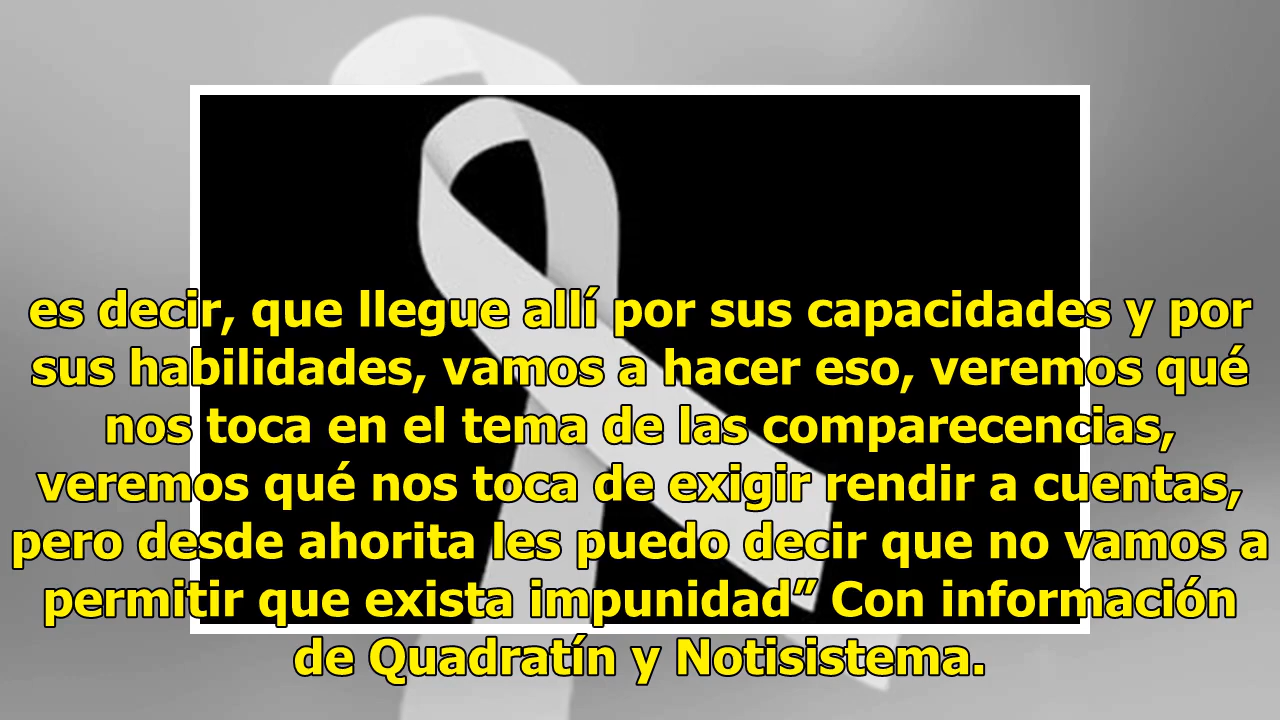 es decir, que llegue allí por sus capacidades y por
sus habilidades, vamos a hacer eso, veremos qué
nos toca en el tema de las comparecencias,
veremos qué nos toca de exigir rendir a cuentas,
pero desde ahorita les puedo decir que no vamos a
permitir que exista impunidad” Con información
de Quadratín y Notisistema.